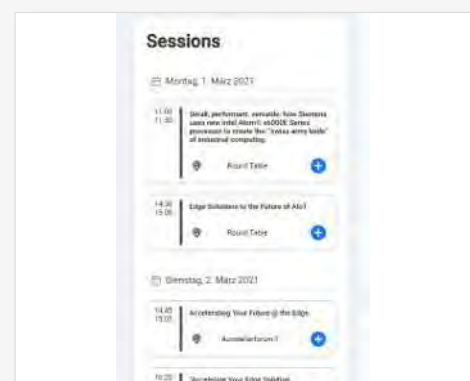 Sessions
Montag, 1. März 2021
11:00
11:30
Small, performant, versatile: how Siemens
uses new Intel Atom® x6000E Series
processor to create the "swiss army knife"
of industrial computing.
Round Table
14:30
15:00
Edge Solutions to the Future of AIoT
Round Table
Dienstag, 2. März 2021
14:45
Accelerating Your Future @ the Edge
Ausstellerforum
Your Edge Solution